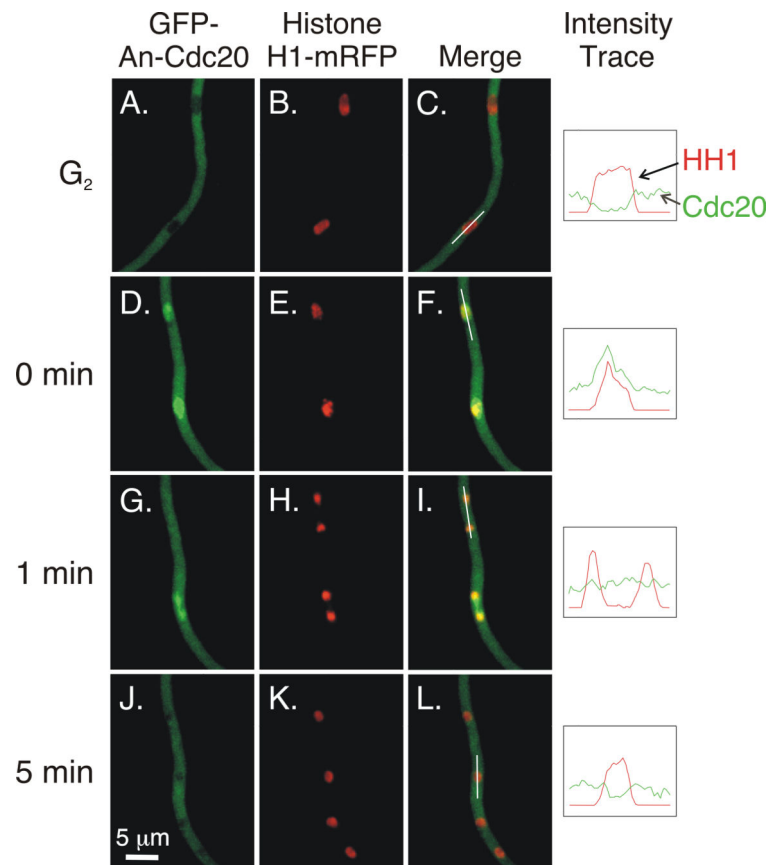 GFP-
An-Cdc20
Histone
H1-mRFP
Merge
Intensity
Trace
G₂
A.
B.
C.
HH1
Cdc20
0 min
D.
E.
F.
1 min
G.
H.
I.
5 min
J.
K.
L.
5 μm